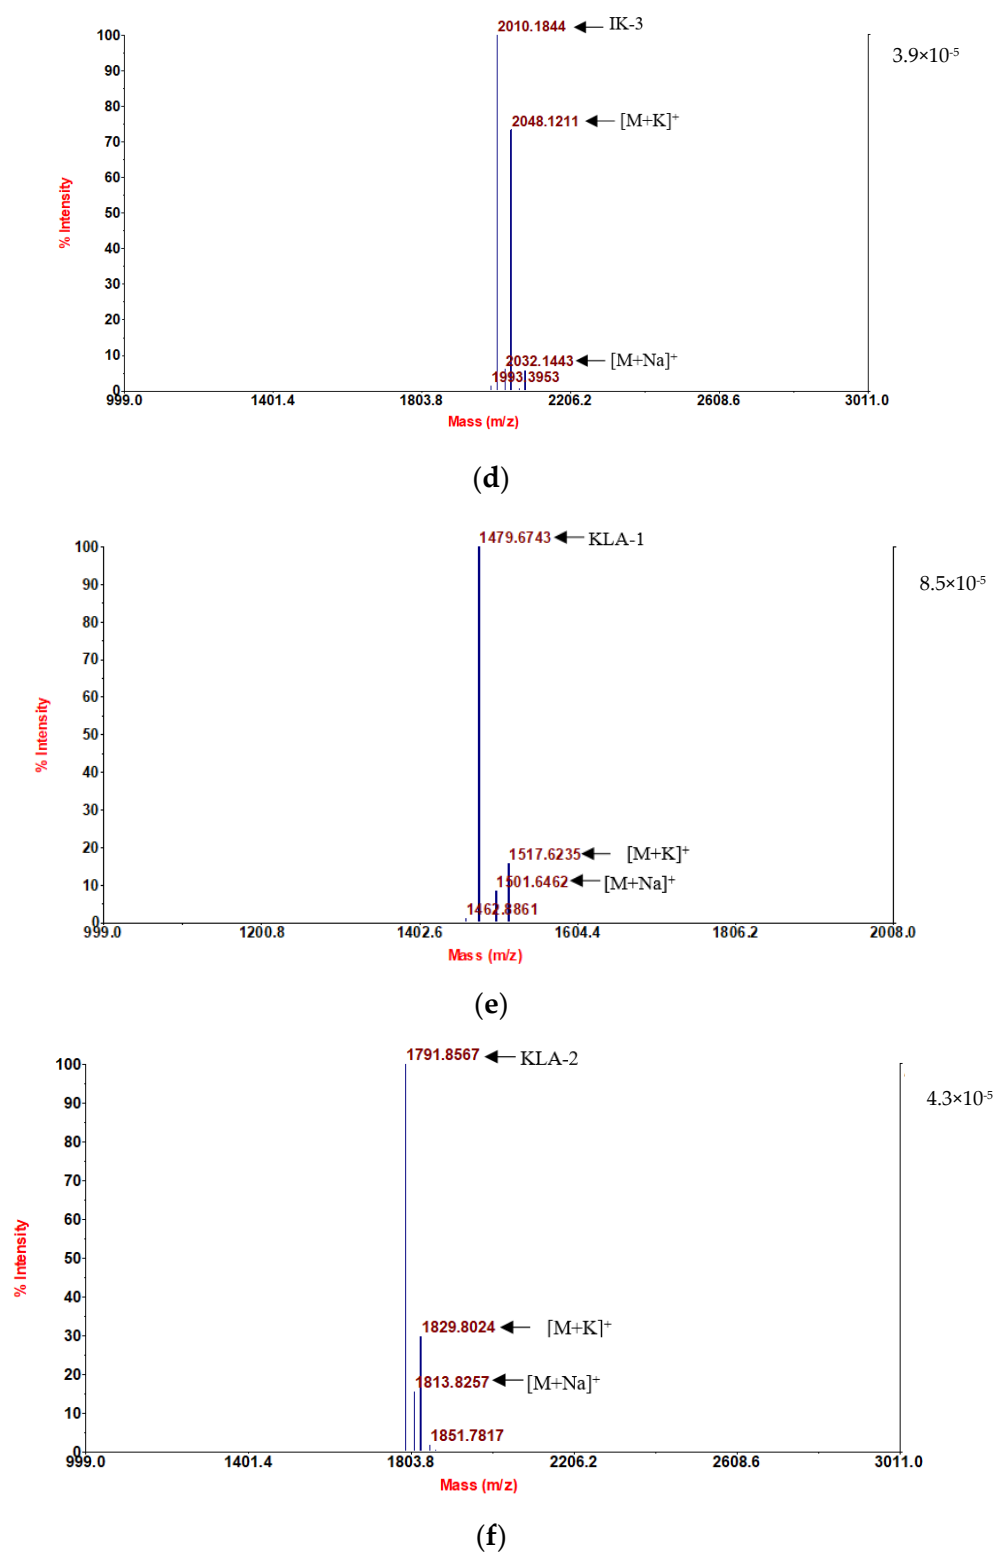 2010.1844 IK-3
100
3.9×10-5
90
80 2048.1211 [M+K]+
70
60
% Intensity
50
40
30
20
10 2032.1443 [M+Na]+
1993.3953
0
999.0 1401.4 1803.8 2206.2 2608.6 3011.0
Mass (m/z)
(d)
1479.6743 KLA-1
100
90 8.5×10-5
80
70
60
% Intensity
50
40
30
20 1517.6235 [M+K]+
10 1501.6462 [M+Na]+
1462.8861
0
999.0 1200.8 1402.6 1604.4 1806.2 2008.0
Mass (m/z)
(e)
1791.8567 KLA-2
100
90 4.3×10-5
80
70
60
% Intensity
50
40
30 1829.8024 [M+K]+
20 1813.8257 [M+Na]+
10
1851.7817
0
999.0 1401.4 1803.8 2206.2 2608.6 3011.0
Mass (m/z)
(f)